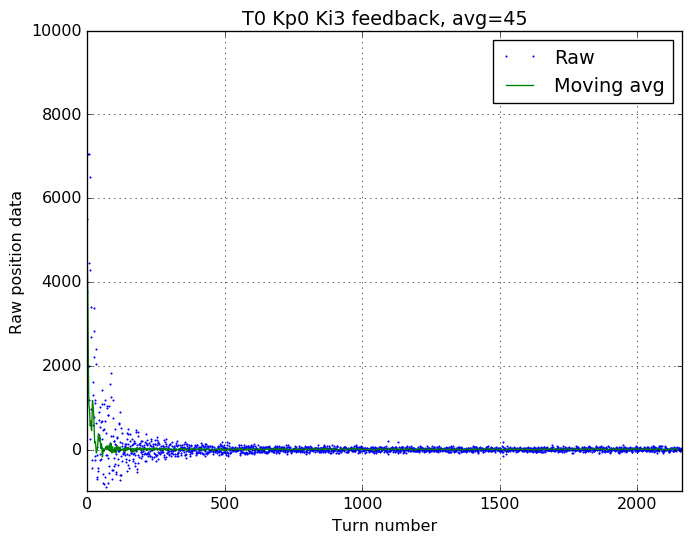 T0 Kp0 Ki3 feedback, avg=45
10000
8000
6000
4000
2000
0
Raw position data
Raw
Moving avg
0
500
1000
1500
2000
Turn number